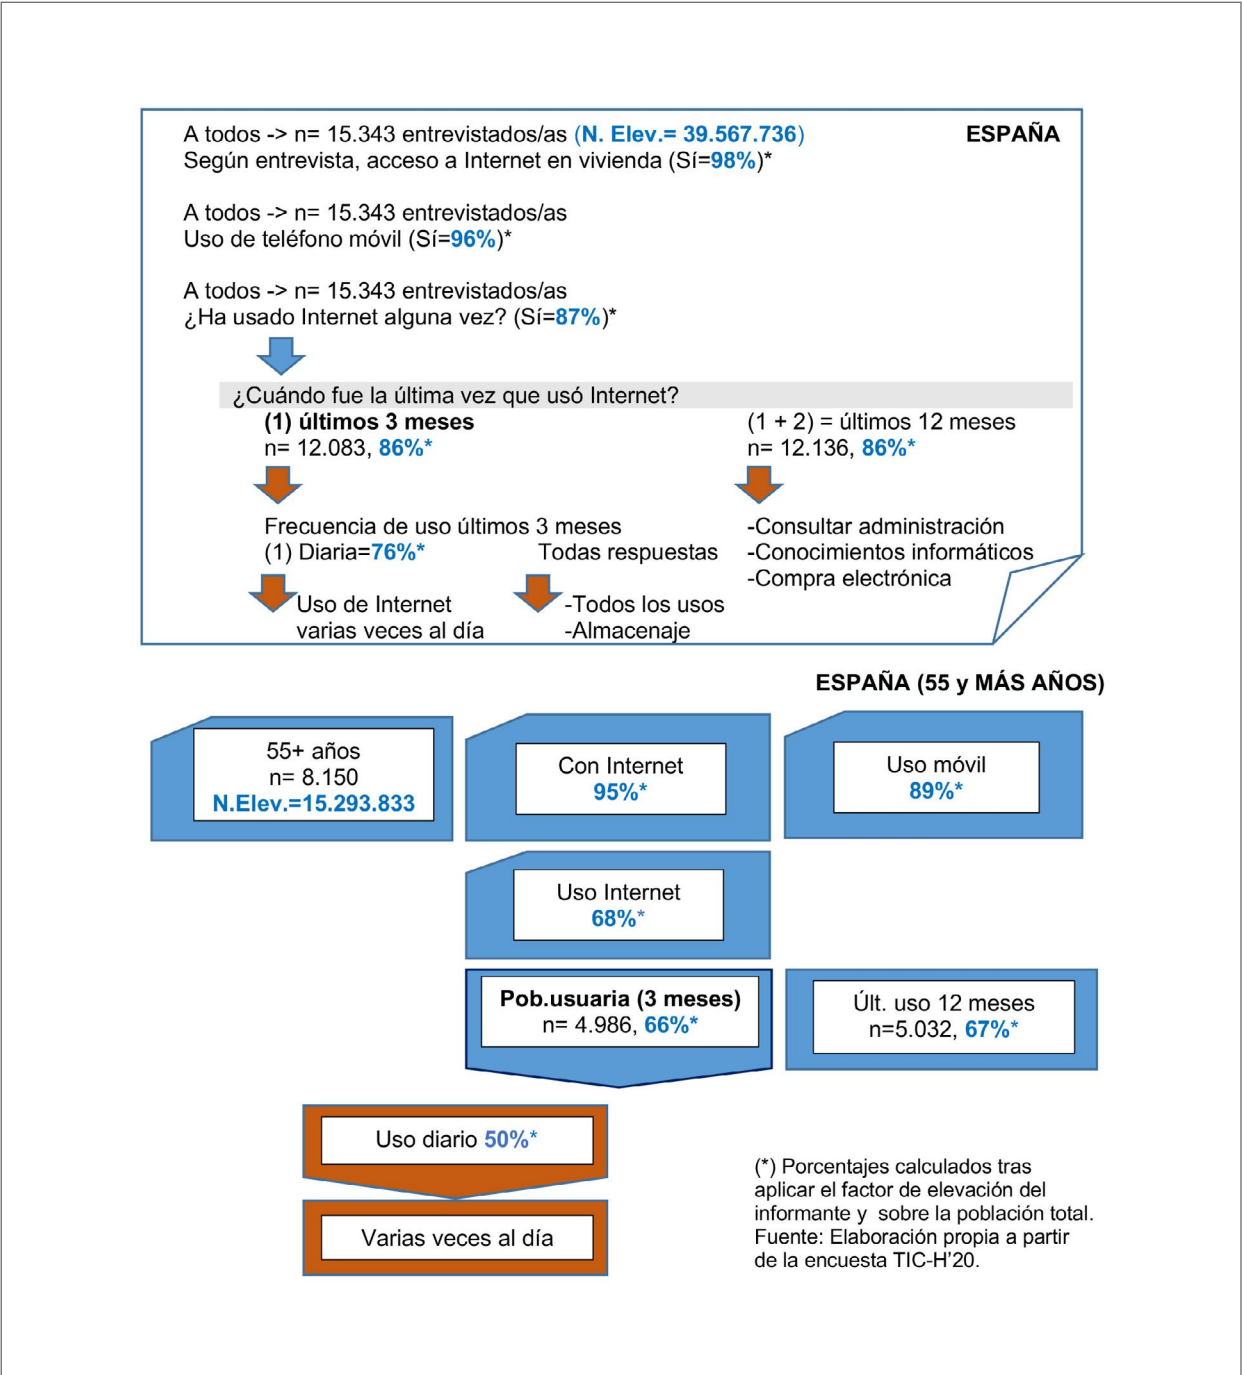 A todos -> n= 15.343 entrevistados/as (N. Elev.= 39.567.736)
ESPAÑA
Según entrevista, acceso a Internet en vivienda (Sí=98%)*
A todos -> n= 15.343 entrevistados/as
Uso de teléfono móvil (Sí=96%)*
A todos -> n= 15.343 entrevistados/as
¿Ha usado Internet alguna vez? (Sí=87%)*
¿Cuándo fue la última vez que usó Internet?
(1) últimos 3 meses
n= 12.083, 86%*
(1 + 2) = últimos 12 meses
n= 12.136, 86%*
Frecuencia de uso últimos 3 meses
(1) Diaria=76%*
Todas respuestas
-Consultar administración
-Conocimientos informáticos
-Compra electrónica
Uso de Internet
varias veces al día
-Todos los usos
-Almacenaje
ESPAÑA (55 y MÁS AÑOS)
55+ años
n= 8.150
N.Elev.=15.293.833
Con Internet
95%*
Uso móvil
89%*
Uso Internet
68%*
Pob.usuaria (3 meses)
n= 4.986, 66%*
Últ. uso 12 meses
n=5.032, 67%*
Uso diario 50%*
Varias veces al día
(*) Porcentajes calculados tras
aplicar el factor de elevación del
informante y sobre la población total.
Fuente: Elaboración propia a partir
de la encuesta TIC-H'20.